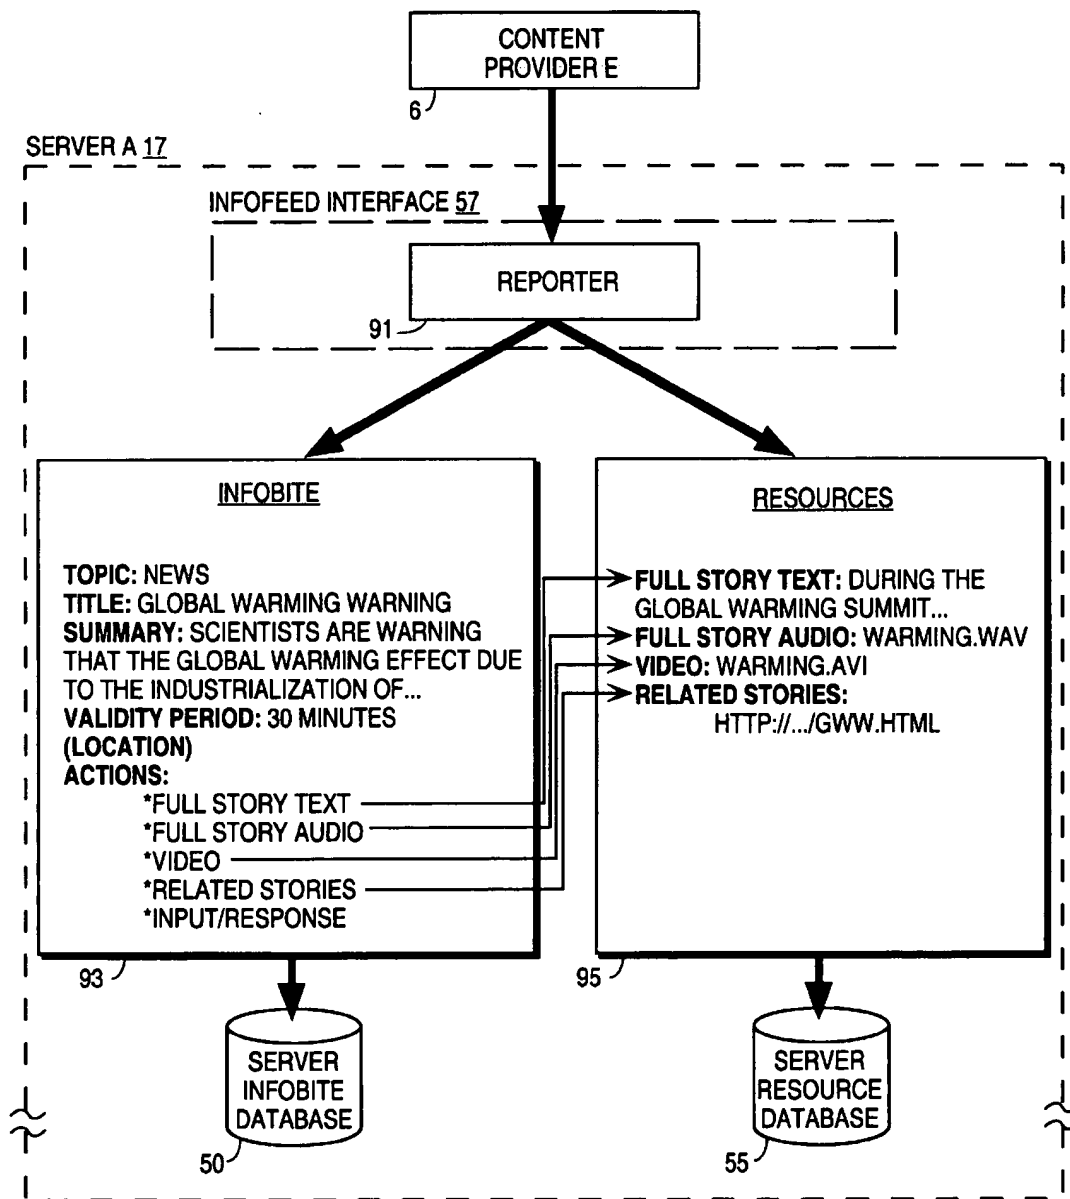 CONTENT
PROVIDER E
6
SERVER A 17
INFOFEED INTERFACE 57
REPORTER
91
INFOBITE
TOPIC: NEWS
TITLE: GLOBAL WARMING WARNING
SUMMARY: SCIENTISTS ARE WARNING
THAT THE GLOBAL WARMING EFFECT DUE
TO THE INDUSTRIALIZATION OF...
VALIDITY PERIOD: 30 MINUTES
(LOCATION)
ACTIONS:
*FULL STORY TEXT
*FULL STORY AUDIO
*VIDEO
*RELATED STORIES
*INPUT/RESPONSE
93
RESOURCES
FULL STORY TEXT: DURING THE
GLOBAL WARMING SUMMIT...
FULL STORY AUDIO: WARMING.WAV
VIDEO: WARMING.AVI
RELATED STORIES:
HTTP://.../GWW.HTML
95
SERVER
INFOBITE
DATABASE
50
SERVER
RESOURCE
DATABASE
55